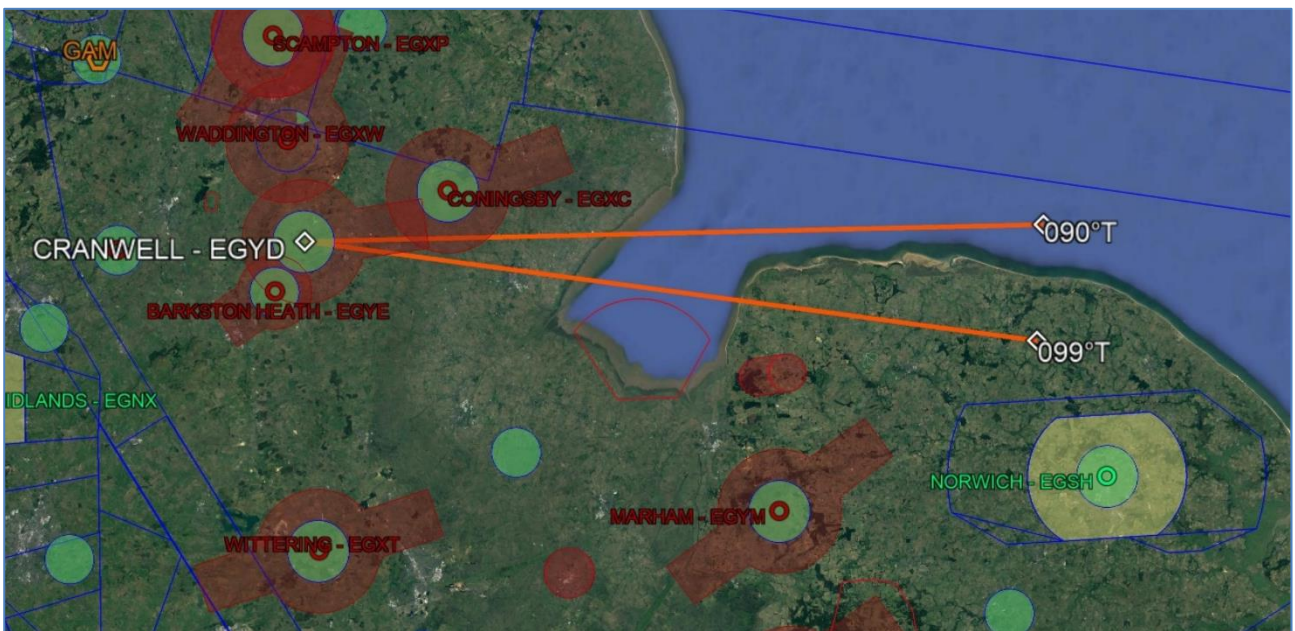 SCAMPTON - EGXP
GAM
WADDINGTON - EGXW
CONINGSBY - EGXC
090°T
CRANWELL - EGYD
BARKSTON HEATH - EGYE
099°T
IDLANDS - EGNX
NORWICH - EGSH
MARHAM - EGYM
WITTERING - EGXT